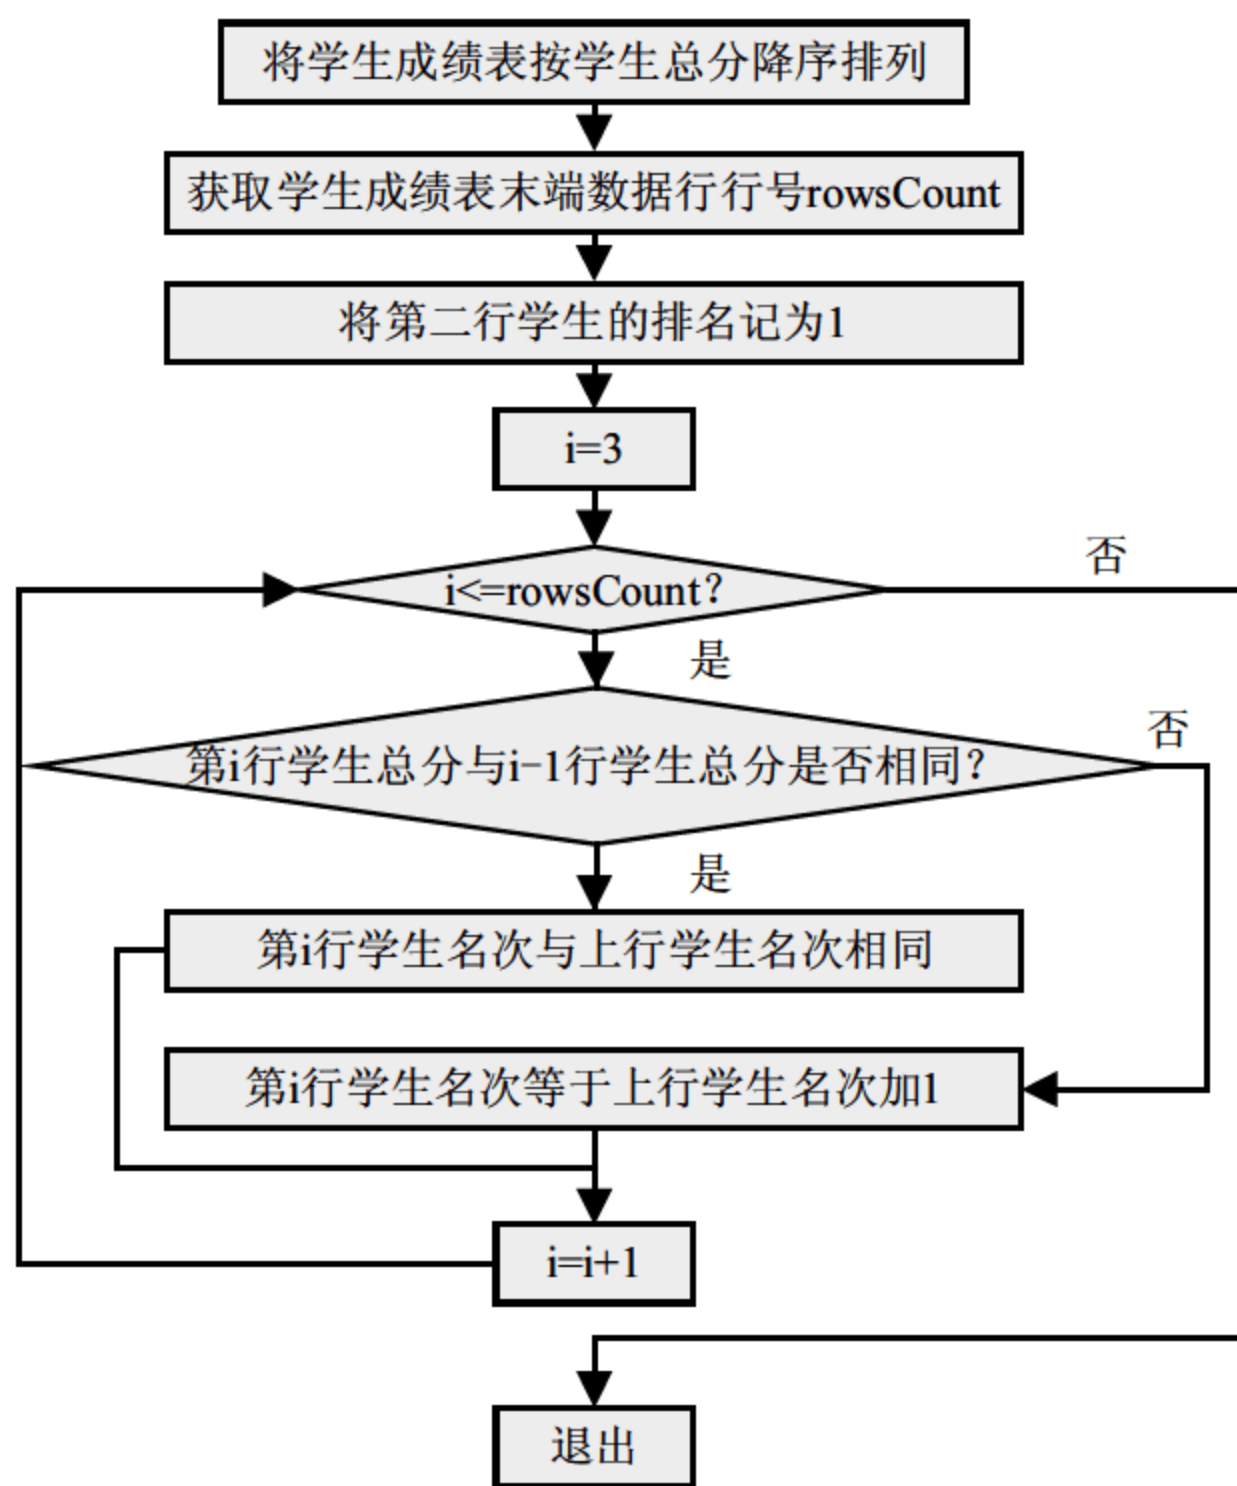 将学生成绩表按学生总分降序排列
获取学生成绩表末端数据行行号rowsCount
将第二行学生的排名记为1
i=3
否
i<=rowsCount？
是
否
第i行学生总分与i-1行学生总分是否相同？
是
第i行学生名次与上行学生名次相同
第i行学生名次等于上行学生名次加1
i=i+1
退出